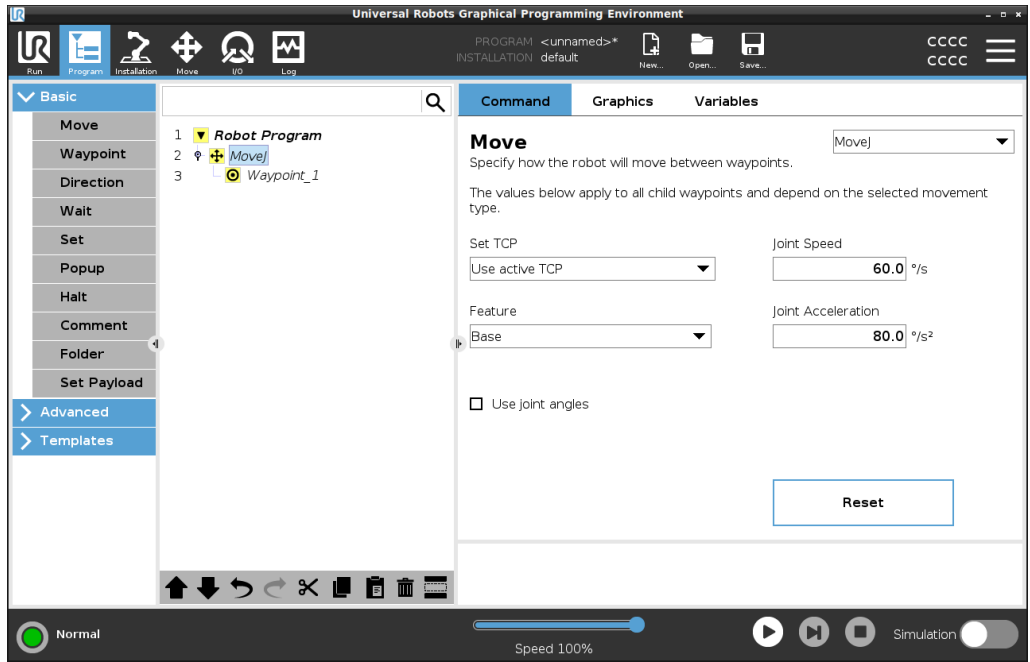 Universal Robots Graphical Programming Environment
UR
Run
Program
Installation
Move
I/O
Log
PROGRAM <unnamed>*
INSTALLATION default
New...
Open...
Save...
CCCC
CCCC
Basic
Move
Waypoint
Direction
Wait
Set
Popup
Halt
Comment
Folder
Set Payload
Advanced
Templates
1 Robot Program
2 MoveJ
3 Waypoint_1
Command Graphics Variables
Move
MoveJ
Specify how the robot will move between waypoints.
The values below apply to all child waypoints and depend on the selected movement
type.
Set TCP
Use active TCP
Joint Speed
60.0 °/s
Feature
Base
Joint Acceleration
80.0 °/s²
Use joint angles
Reset
Normal
Speed 100%
Simulation